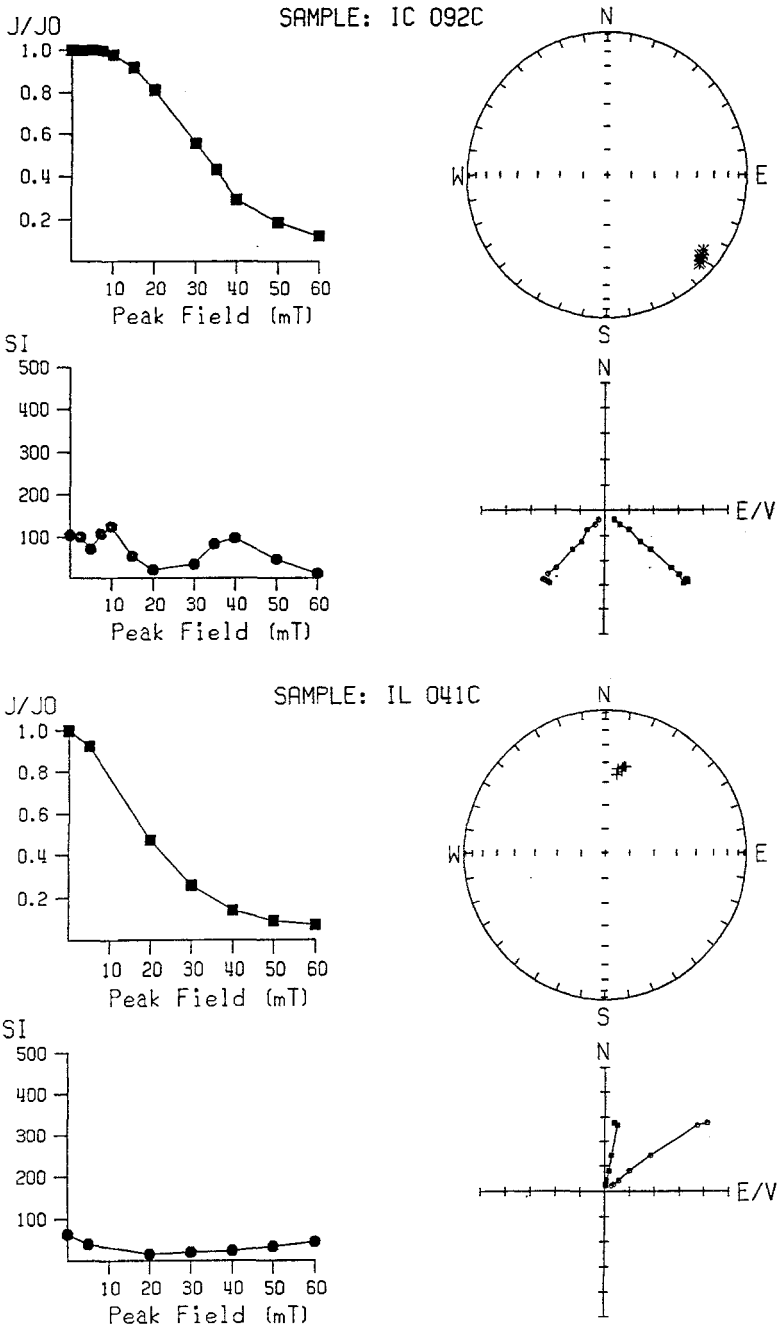 SAMPLE: IC 092C
J/J0
1.0
0.8
0.6
0.4
0.2
10 20 30 40 50 60
Peak Field (mT)
N
W E
S
SI
500
400
300
200
100
10 20 30 40 50 60
Peak Field (mT)
N
E/V
SAMPLE: IL 041C
J/J0
1.0
0.8
0.6
0.4
0.2
10 20 30 40 50 60
Peak Field (mT)
N
W E
S
SI
500
400
300
200
100
10 20 30 40 50 60
Peak Field (mT)
N
E/V